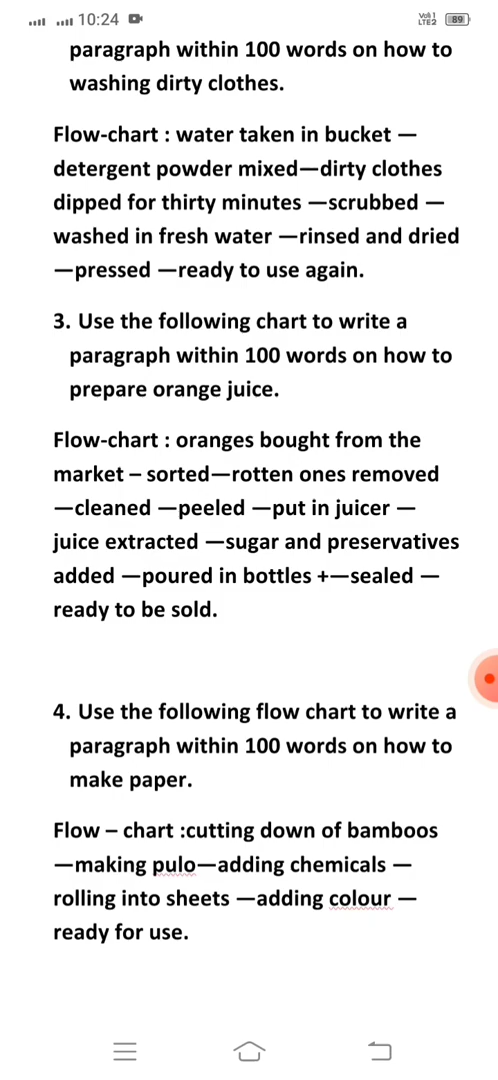 10:24
Vo) 1
LTE2
89
paragraph within 100 words on how to
washing dirty clothes.
Flow-chart : water taken in bucket —
detergent powder mixed—dirty clothes
dipped for thirty minutes —scrubbed —
washed in fresh water —rinsed and dried
—pressed —ready to use again.
3. Use the following chart to write a
paragraph within 100 words on how to
prepare orange juice.
Flow-chart : oranges bought from the
market – sorted—rotten ones removed
—cleaned —peeled —put in juicer —
juice extracted —sugar and preservatives
added —poured in bottles +—sealed —
ready to be sold.
4. Use the following flow chart to write a
paragraph within 100 words on how to
make paper.
Flow – chart :cutting down of bamboos
—making pulo—adding chemicals —
rolling into sheets —adding colour —
ready for use.